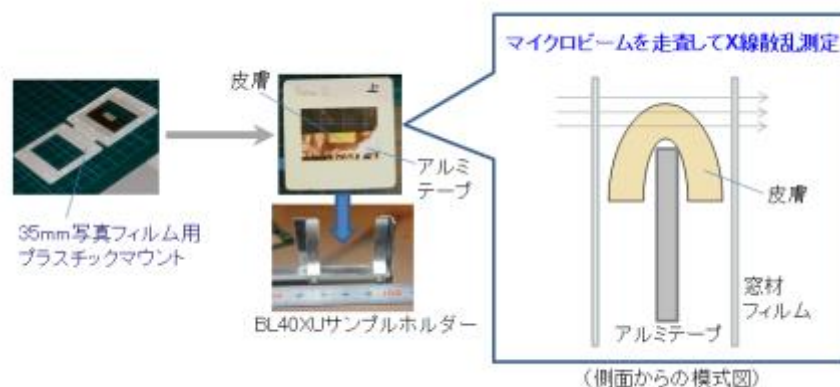 マイクロビームを走査してX線散乱測定
皮膚
上
アルミ
テープ
35mm写真フィルム用
プラスチックマウント
BL40XUサンプルホルダー
皮膚
窓材
フィルム
アルミテープ
(側面からの模式図)